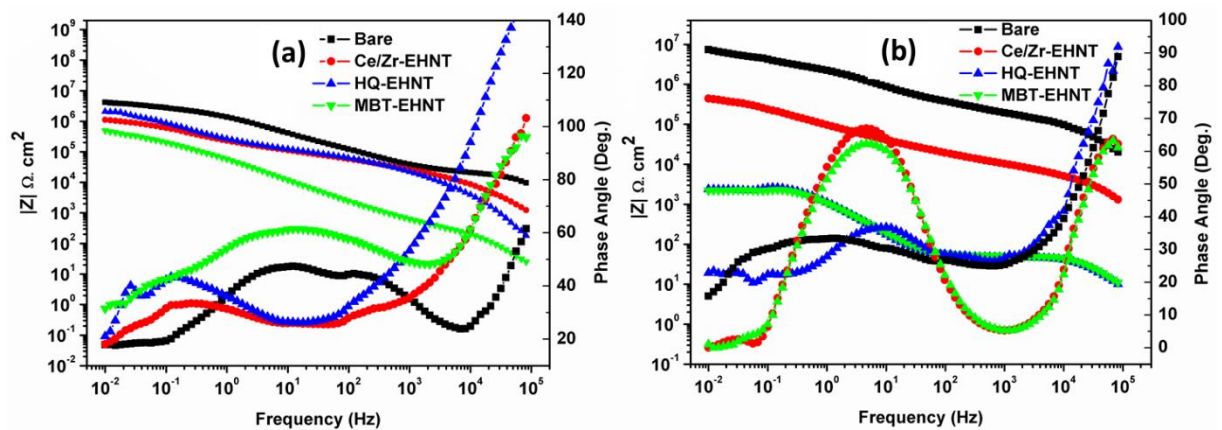 (a)
Bare
Ce/Zr-EHNT
HQ-EHNT
MBT-EHNT
|Z| Ω cm²
10⁹
10⁸
10⁷
10⁶
10⁵
10⁴
10³
10²
10¹
10⁰
10⁻¹
10⁻²
140
120
100
80
60
40
20
Phase Angle (Deg.)
10⁻² 10⁻¹ 10⁰ 10¹ 10² 10³ 10⁴ 10⁵
Frequency (Hz)
(b)
Bare
Ce/Zr-EHNT
HQ-EHNT
MBT-EHNT
|Z| Ω cm²
10⁷
10⁶
10⁵
10⁴
10³
10²
10¹
10⁰
10⁻¹
100
90
80
70
60
50
40
30
20
10
0
Phase Angle (Deg.)
10⁻² 10⁻¹ 10⁰ 10¹ 10² 10³ 10⁴ 10⁵
Frequency (Hz)